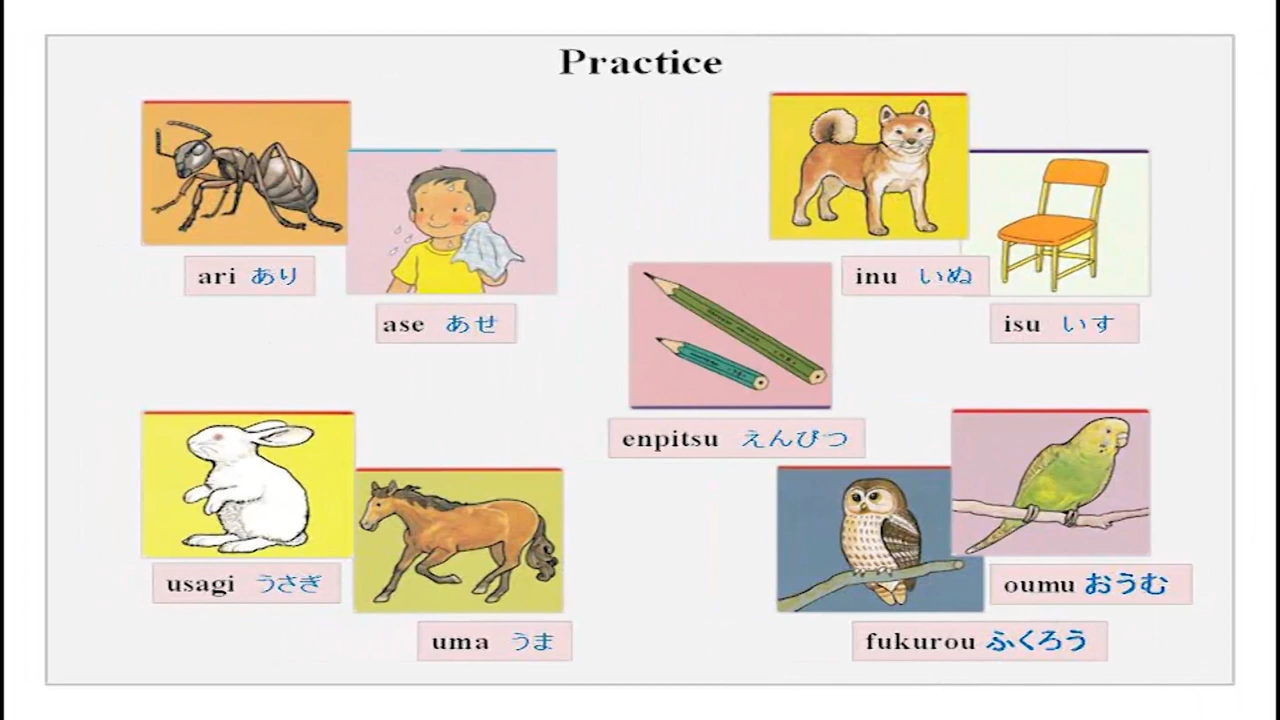 Practice
ari あり
ase あせ
inu いぬ
isu いす
enpitsu えんぴつ
usagi うさぎ
uma うま
oumu おうむ
fukurou ふくろう